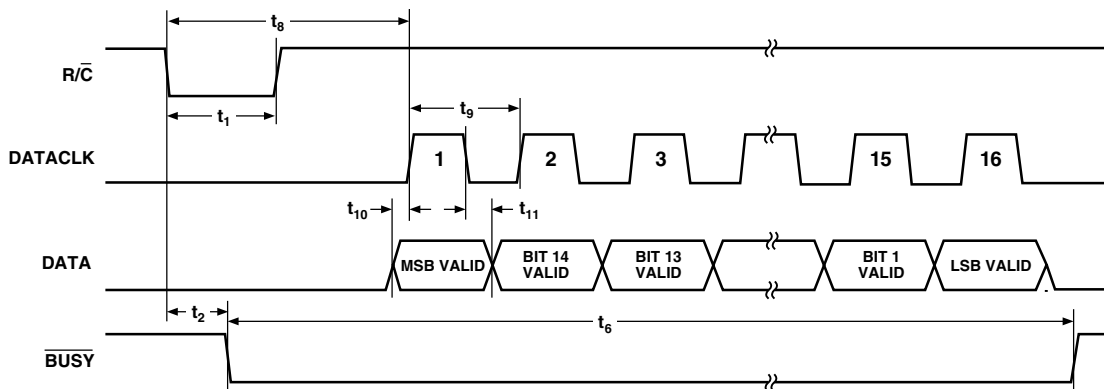 t8
R/C̅
t1
t9
DATACLK
1
2
3
15
16
t10
t11
DATA
MSB VALID
BIT 14
VALID
BIT 13
VALID
BIT 1
VALID
LSB VALID
t2
t6
B̅U̅S̅Y̅